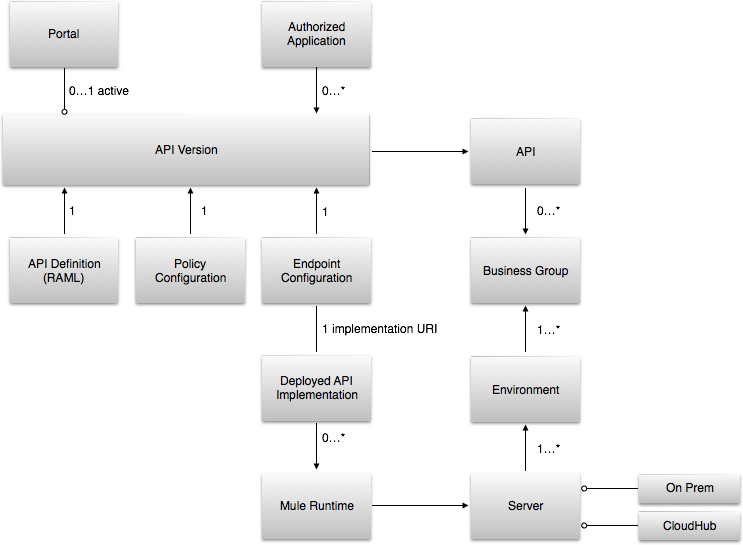 Portal
Authorized
Application
0...1 active
0...*
API Version
API
1
1
1
0...*
API Definition
(RAML)
Policy
Configuration
Endpoint
Configuration
Business Group
1 implementation URI
1...*
Deployed API
Implementation
Environment
0...*
1...*
Mule Runtime
Server
On Prem
CloudHub